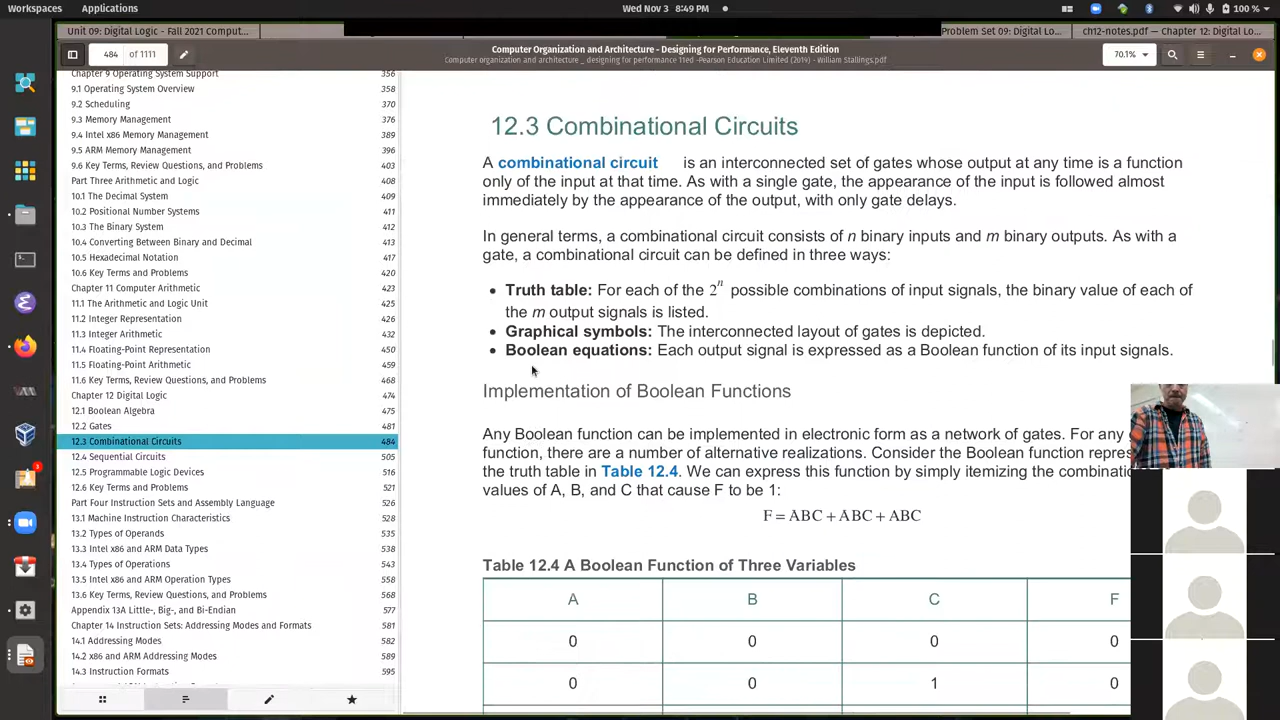 Workspaces Applications Wed Nov 3 8:49 PM 100 %
Unit 09: Digital Logic - Fall 2021 Comput... Problem Set 09: Digital Lo... ch12-notes.pdf — Chapter 12: Digital Lo...
484 of 1111 Computer Organization and Architecture - Designing for Performance, Eleventh Edition 70.1%
Computer organization and architecture _ designing for performance 11ed -Pearson Education Limited (2019) - William Stallings.pdf
Chapter 9 Operating System Support 356
9.1 Operating System Overview 358
9.2 Scheduling 370
9.3 Memory Management 376
9.4 Intel x86 Memory Management 389
9.5 ARM Memory Management 396
9.6 Key Terms, Review Questions, and Problems 403
Part Three Arithmetic and Logic 408
10.1 The Decimal System 409
10.2 Positional Number Systems 411
10.3 The Binary System 412
10.4 Converting Between Binary and Decimal 413
10.5 Hexadecimal Notation 417
10.6 Key Terms and Problems 420
Chapter 11 Computer Arithmetic 423
11.1 The Arithmetic and Logic Unit 425
11.2 Integer Representation 426
11.3 Integer Arithmetic 432
11.4 Floating-Point Representation 450
11.5 Floating-Point Arithmetic 459
11.6 Key Terms, Review Questions, and Problems 468
Chapter 12 Digital Logic 474
12.1 Boolean Algebra 475
12.2 Gates 481
12.3 Combinational Circuits 484
12.4 Sequential Circuits 505
12.5 Programmable Logic Devices 516
12.6 Key Terms and Problems 521
Part Four Instruction Sets and Assembly Language 526
13.1 Machine Instruction Characteristics 528
13.2 Types of Operands 535
13.3 Intel x86 and ARM Data Types 538
13.4 Types of Operations 543
13.5 Intel x86 and ARM Operation Types 558
13.6 Key Terms, Review Questions, and Problems 568
Appendix 13A Little-, Big-, and Bi-Endian 577
Chapter 14 Instruction Sets: Addressing Modes and Formats 581
14.1 Addressing Modes 582
14.2 x86 and ARM Addressing Modes 589
14.3 Instruction Formats 595
12.3 Combinational Circuits
A combinational circuit is an interconnected set of gates whose output at any time is a function
only of the input at that time. As with a single gate, the appearance of the input is followed almost
immediately by the appearance of the output, with only gate delays.
In general terms, a combinational circuit consists of n binary inputs and m binary outputs. As with a
gate, a combinational circuit can be defined in three ways:
• Truth table: For each of the 2ⁿ possible combinations of input signals, the binary value of each of
the m output signals is listed.
• Graphical symbols: The interconnected layout of gates is depicted.
• Boolean equations: Each output signal is expressed as a Boolean function of its input signals.
Implementation of Boolean Functions
Any Boolean function can be implemented in electronic form as a network of gates. For any
function, there are a number of alternative realizations. Consider the Boolean function repres
the truth table in Table 12.4. We can express this function by simply itemizing the combinatio
values of A, B, and C that cause F to be 1:
F = ABC + ABC + ABC
Table 12.4 A Boolean Function of Three Variables
A B C F
0 0 0 0
0 0 1 0